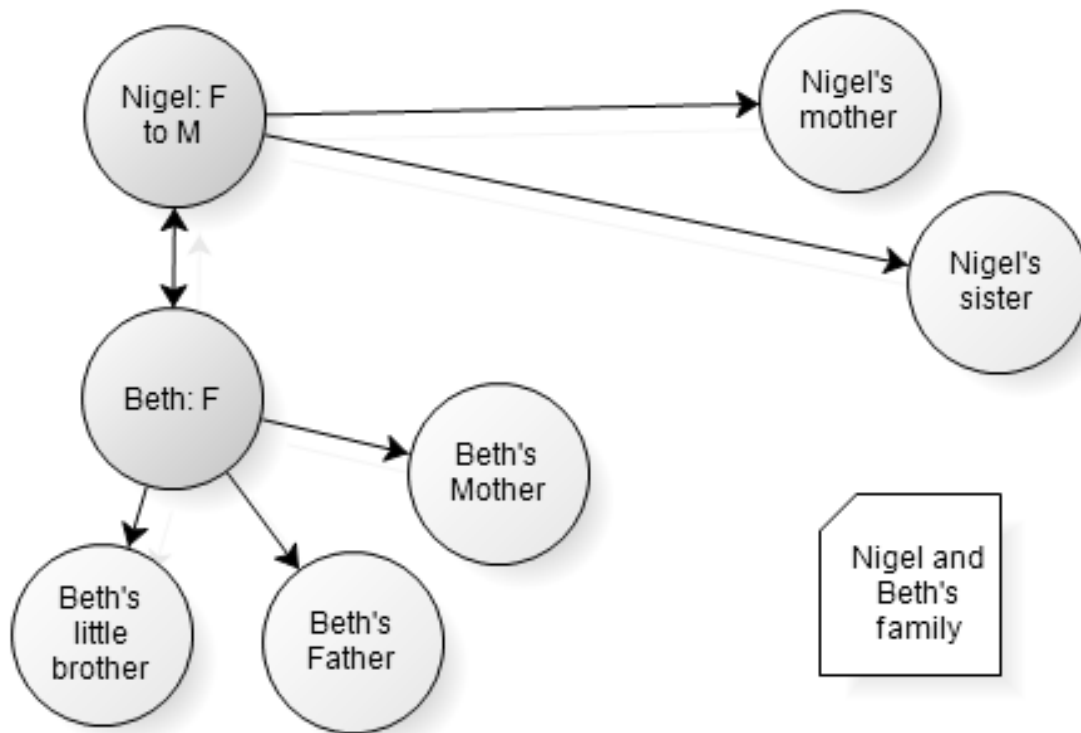 Nigel: F
to M
Nigel's
mother
Nigel's
sister
Beth: F
Beth's
Mother
Beth's
little
brother
Beth's
Father
Nigel and
Beth's
family